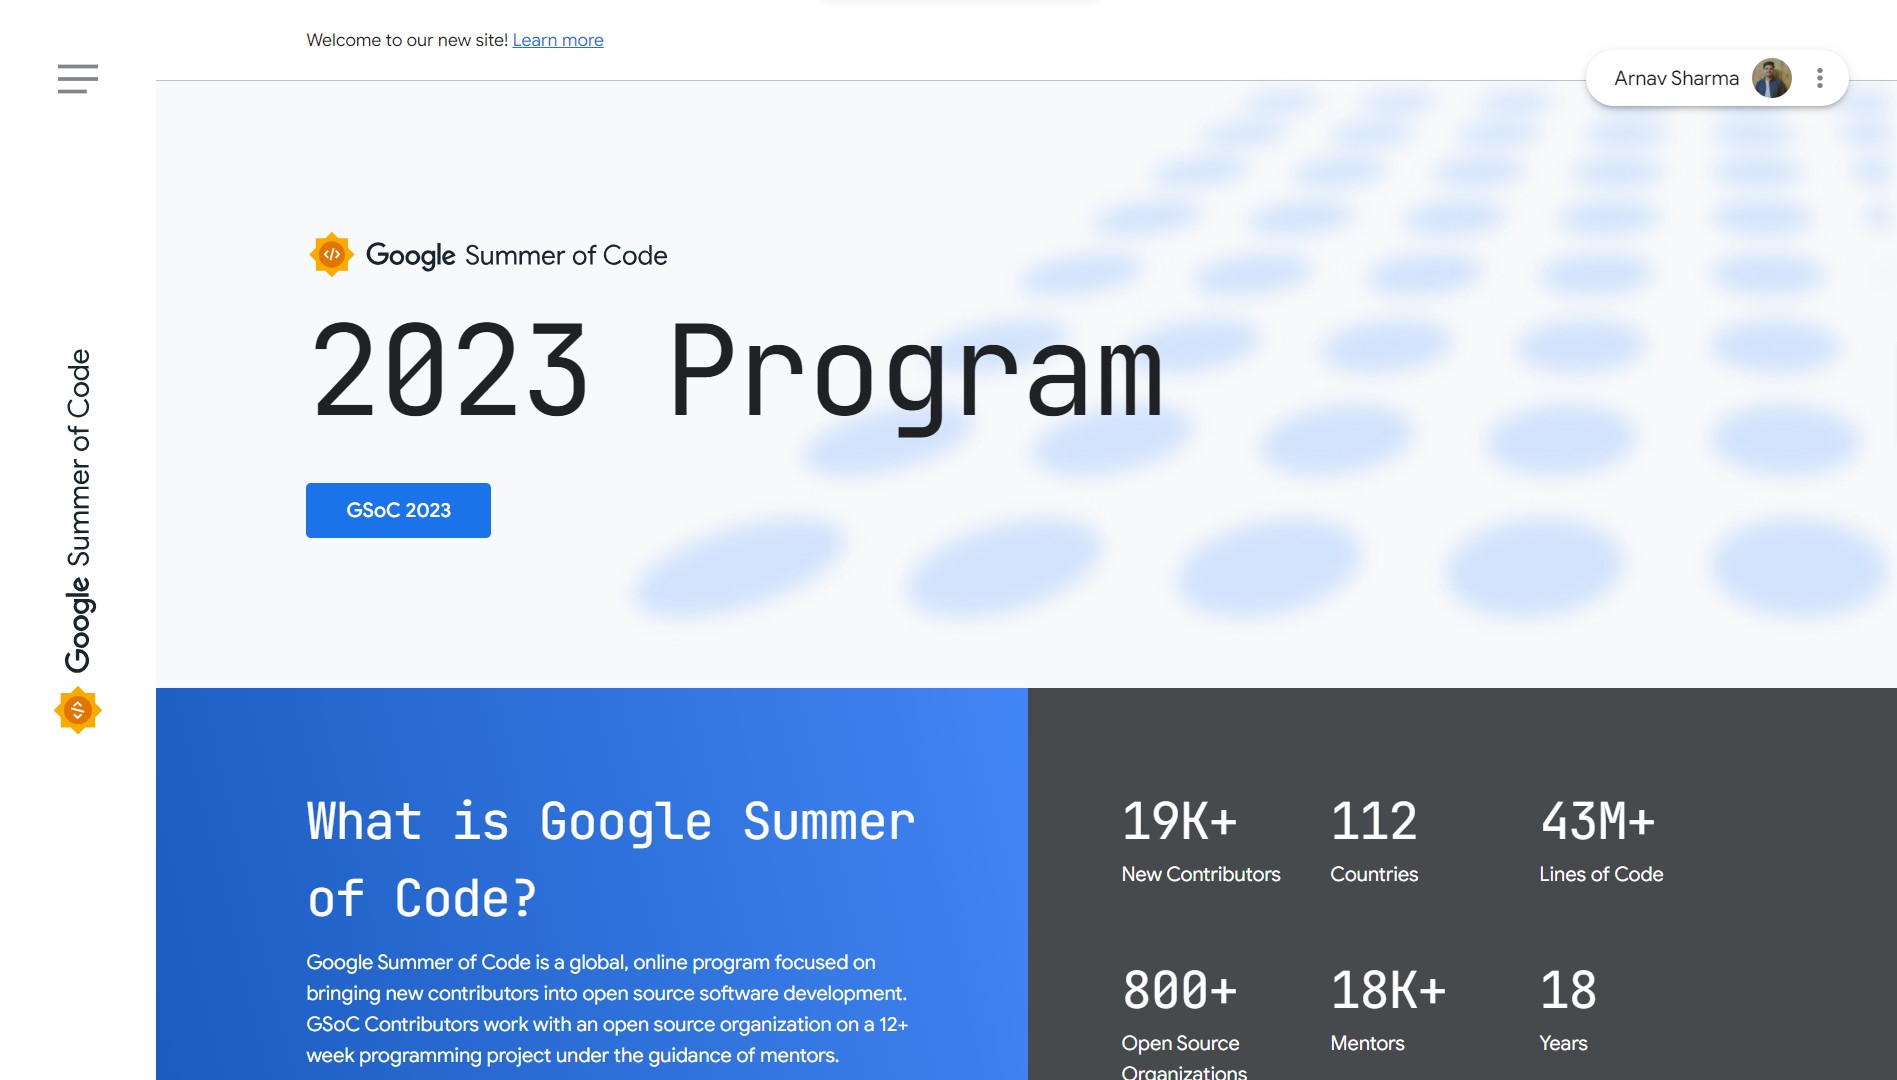 Welcome to our new site! Learn more
Arnav Sharma
Google Summer of Code
Google Summer of Code
2023 Program
GSoC 2023
What is Google Summer
of Code?
Google Summer of Code is a global, online program focused on
bringing new contributors into open source software development.
GSoC Contributors work with an open source organization on a 12+
week programming project under the guidance of mentors.
19K+
New Contributors
112
Countries
43M+
Lines of Code
800+
Open Source
Organizations
18K+
Mentors
18
Years